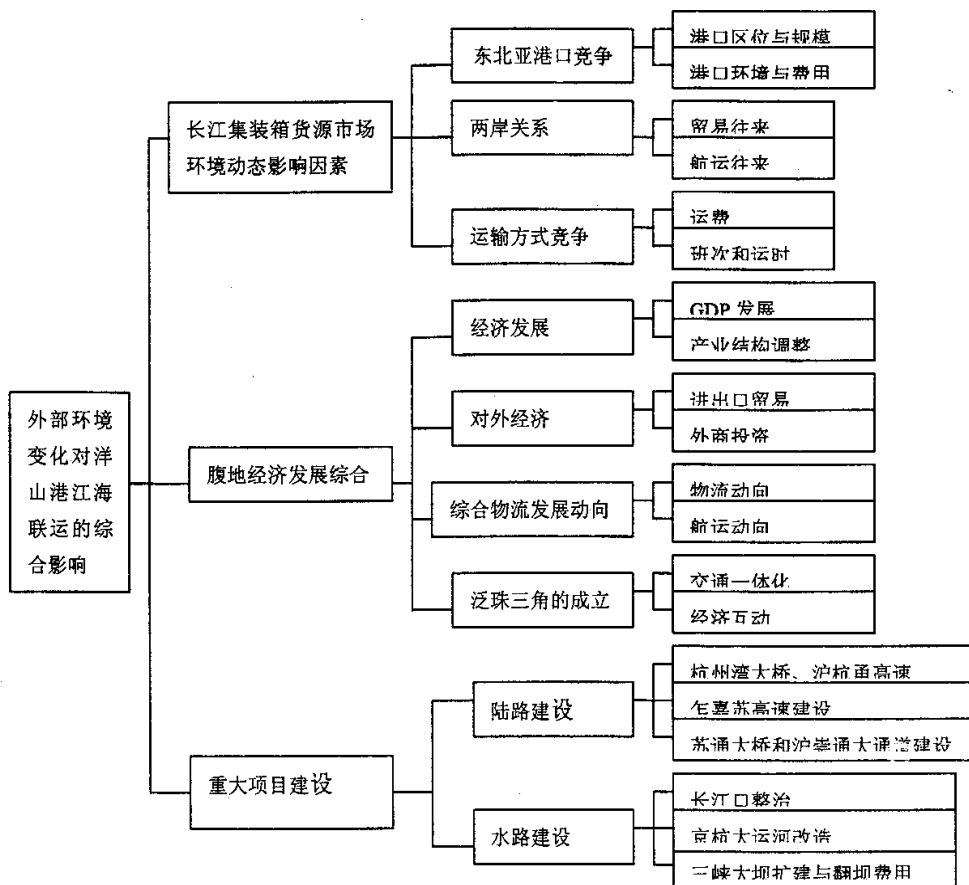 外部环境
变化对洋
山港江海
联运的综
合影响
长江集装箱货源市场
环境动态影响因素
东北亚港口竞争
港口区位与规模
港口环境与费用
两岸关系
贸易往来
航运往来
运输方式竞争
运费
班次和运时
腹地经济发展综合
经济发展
GDP 发展
产业结构调整
对外经济
进出口贸易
外商投资
综合物流发展动向
物流动向
航运动向
泛珠三角的成立
交通一体化
经济互动
重大项目建设
陆路建设
杭州湾大桥、沪杭甬高速
乍嘉苏高速建设
苏通大桥和沪崇通大通道建设
水路建设
长江口整治
京杭大运河改造
三峡大坝扩建与翻坝费用